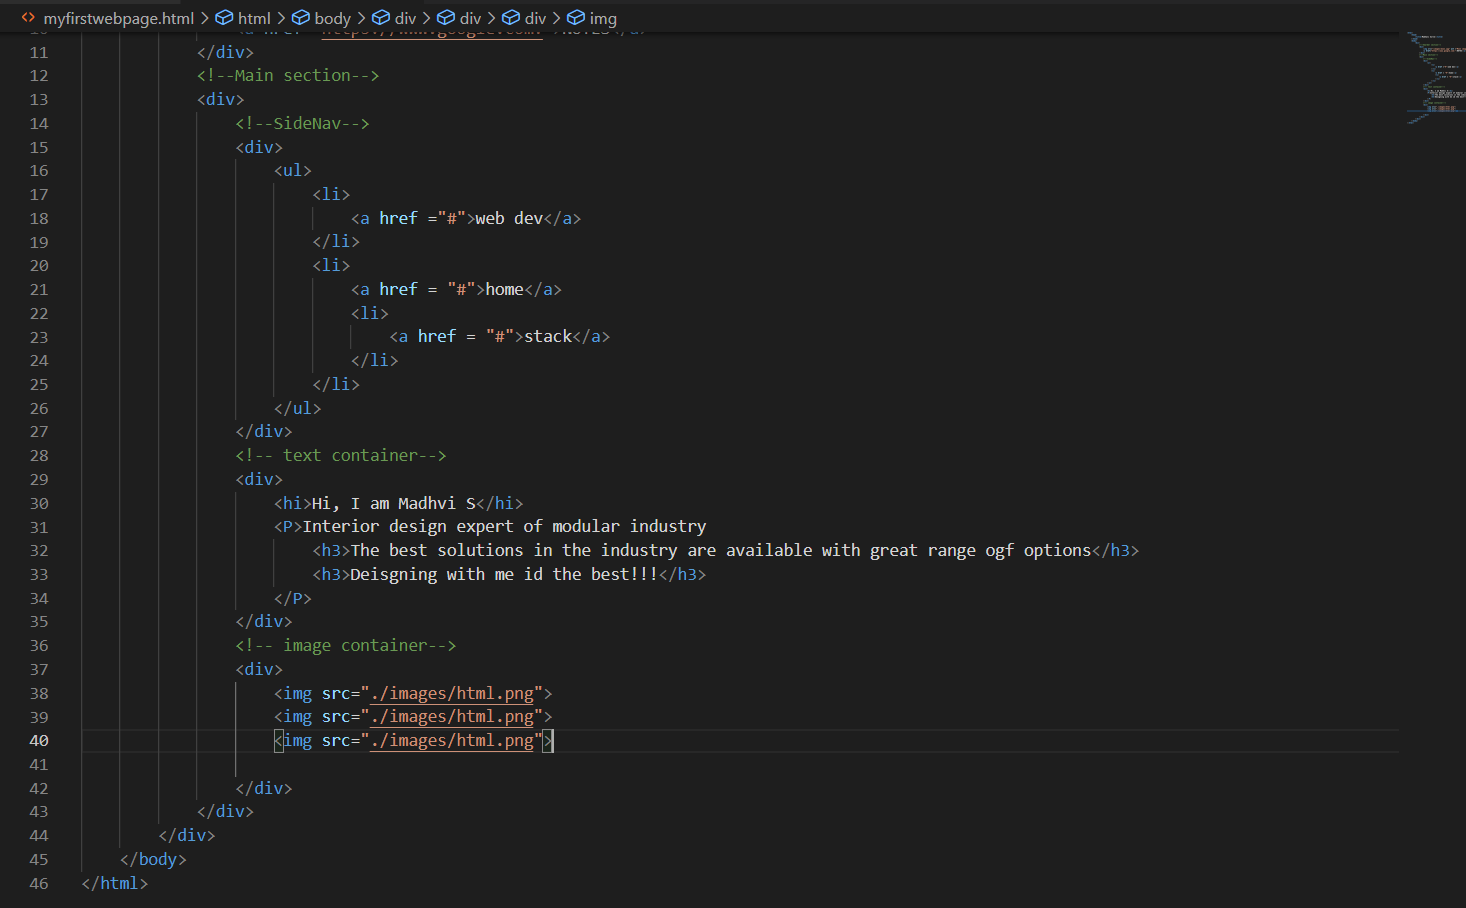 myfirstwebpage.html > html > body > div > div > div > img
10 <a href="https://www.google.com/">NOTES</a>
11 </div>
12 <!--Main section-->
13 <div>
14 <!--SideNav-->
15 <div>
16 <ul>
17 <li>
18 <a href ="#">web dev</a>
19 </li>
20 <li>
21 <a href = "#">home</a>
22 <li>
23 <a href = "#">stack</a>
24 </li>
25 </li>
26 </ul>
27 </div>
28 <!-- text container-->
29 <div>
30 <hi>Hi, I am Madhvi S</hi>
31 <P>Interior design expert of modular industry
32 <h3>The best solutions in the industry are available with great range ogf options</h3>
33 <h3>Deisgning with me id the best!!!</h3>
34 </P>
35 </div>
36 <!-- image container-->
37 <div>
38 <img src="./images/html.png">
39 <img src="./images/html.png">
40 <img src="./images/html.png">
41
42 </div>
43 </div>
44 </div>
45 </body>
46 </html>